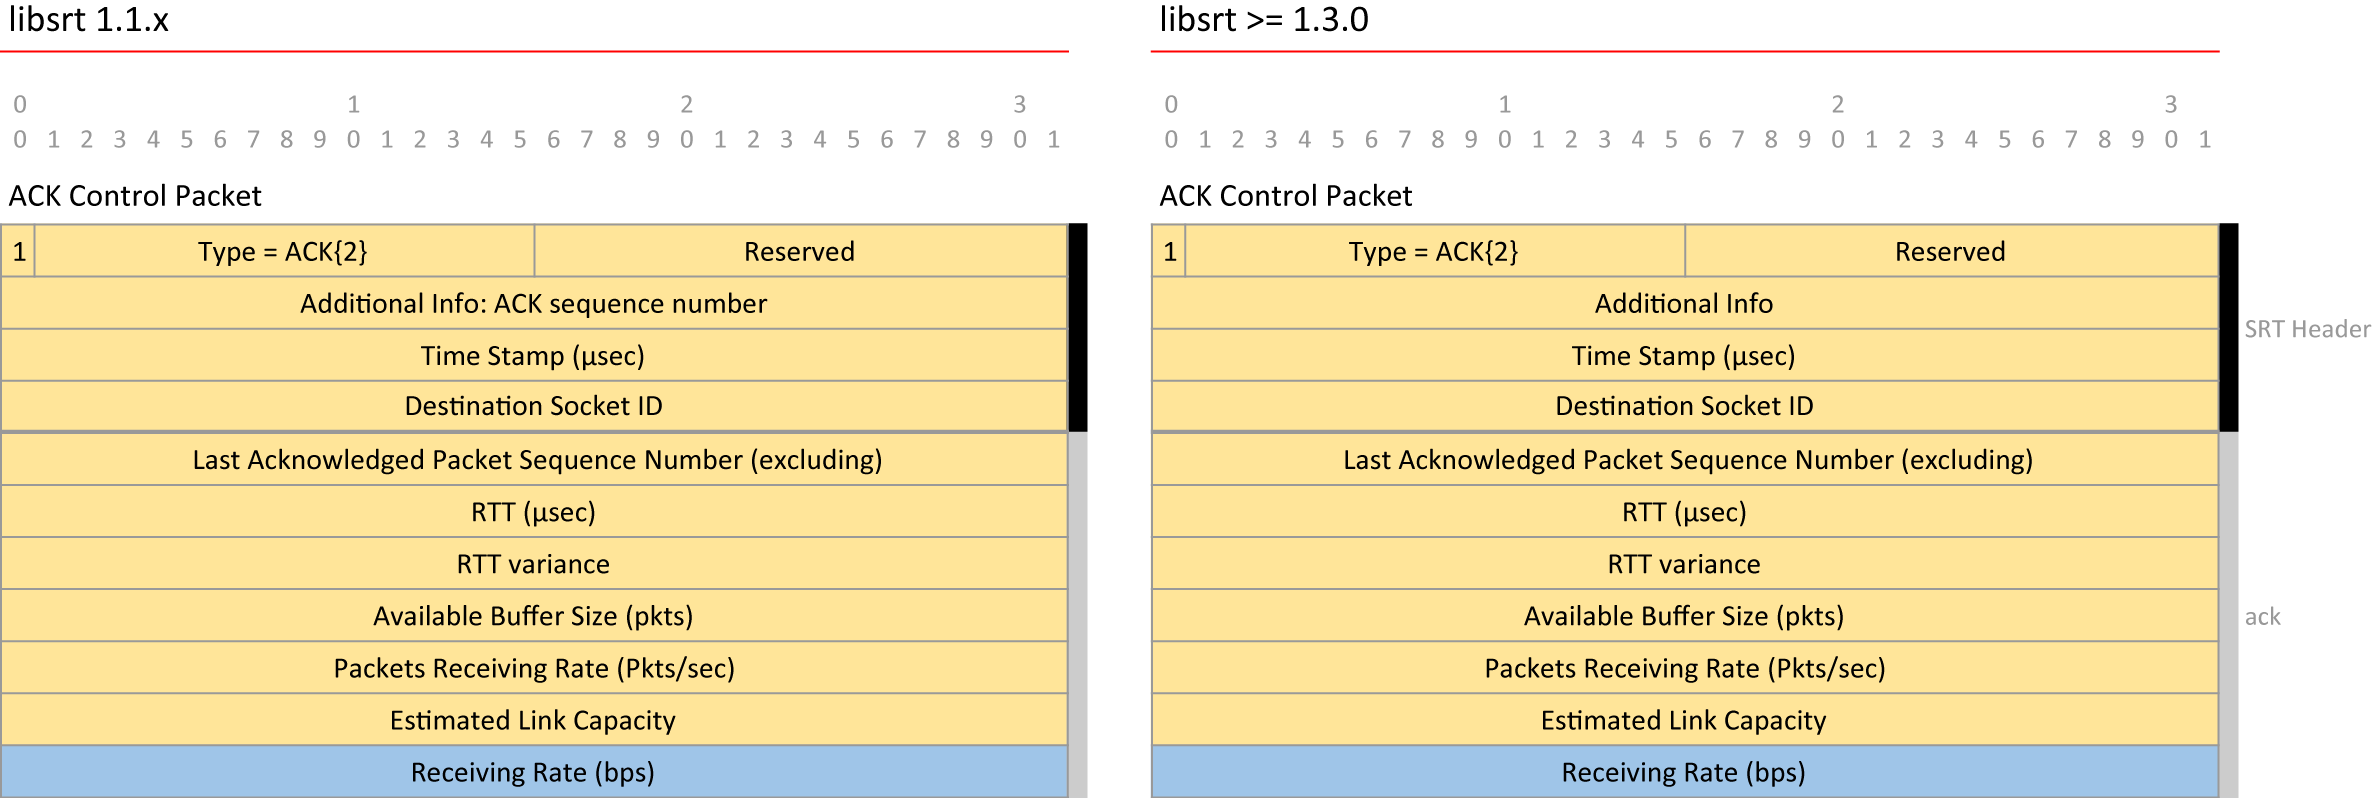 libsrt 1.1.x
0 1 2 3
0 1 2 3 4 5 6 7 8 9 0 1 2 3 4 5 6 7 8 9 0 1 2 3 4 5 6 7 8 9 0 1
ACK Control Packet
1 Type = ACK{2} Reserved
Additional Info: ACK sequence number
Time Stamp (μsec)
Destination Socket ID
Last Acknowledged Packet Sequence Number (excluding)
RTT (μsec)
RTT variance
Available Buffer Size (pkts)
Packets Receiving Rate (Pkts/sec)
Estimated Link Capacity
Receiving Rate (bps)
libsrt >= 1.3.0
0 1 2 3
0 1 2 3 4 5 6 7 8 9 0 1 2 3 4 5 6 7 8 9 0 1 2 3 4 5 6 7 8 9 0 1
ACK Control Packet
1 Type = ACK{2} Reserved
Additional Info
Time Stamp (μsec)
Destination Socket ID
SRT Header
Last Acknowledged Packet Sequence Number (excluding)
RTT (μsec)
RTT variance
Available Buffer Size (pkts)
Packets Receiving Rate (Pkts/sec)
Estimated Link Capacity
Receiving Rate (bps)
ack